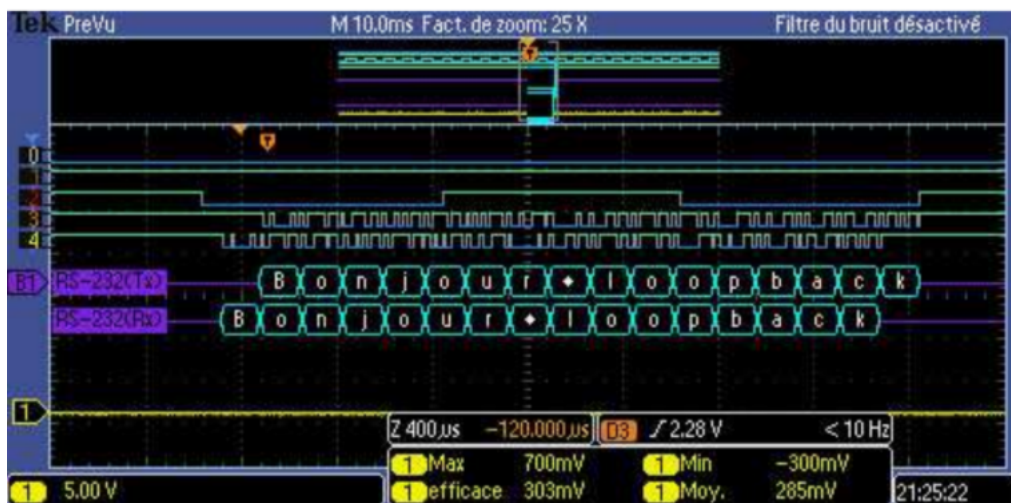 Tek PreVu M 10.0ms Fact. de zoom: 25 X Filtre du bruit désactivé
T
T
0
1
2
3
4
B1 RS-232(Tx) B o n j o u r ◆ l o o p b a c k
RS-232(Rx) B o n j o u r ◆ l o o p b a c k
1
Z 400µs -120.000µs D3 2.28 V < 10 Hz
1 Max 700mV 1 Min -300mV
1 5.00 V 1 efficace 303mV 1 Moy. 285mV 21:25:22